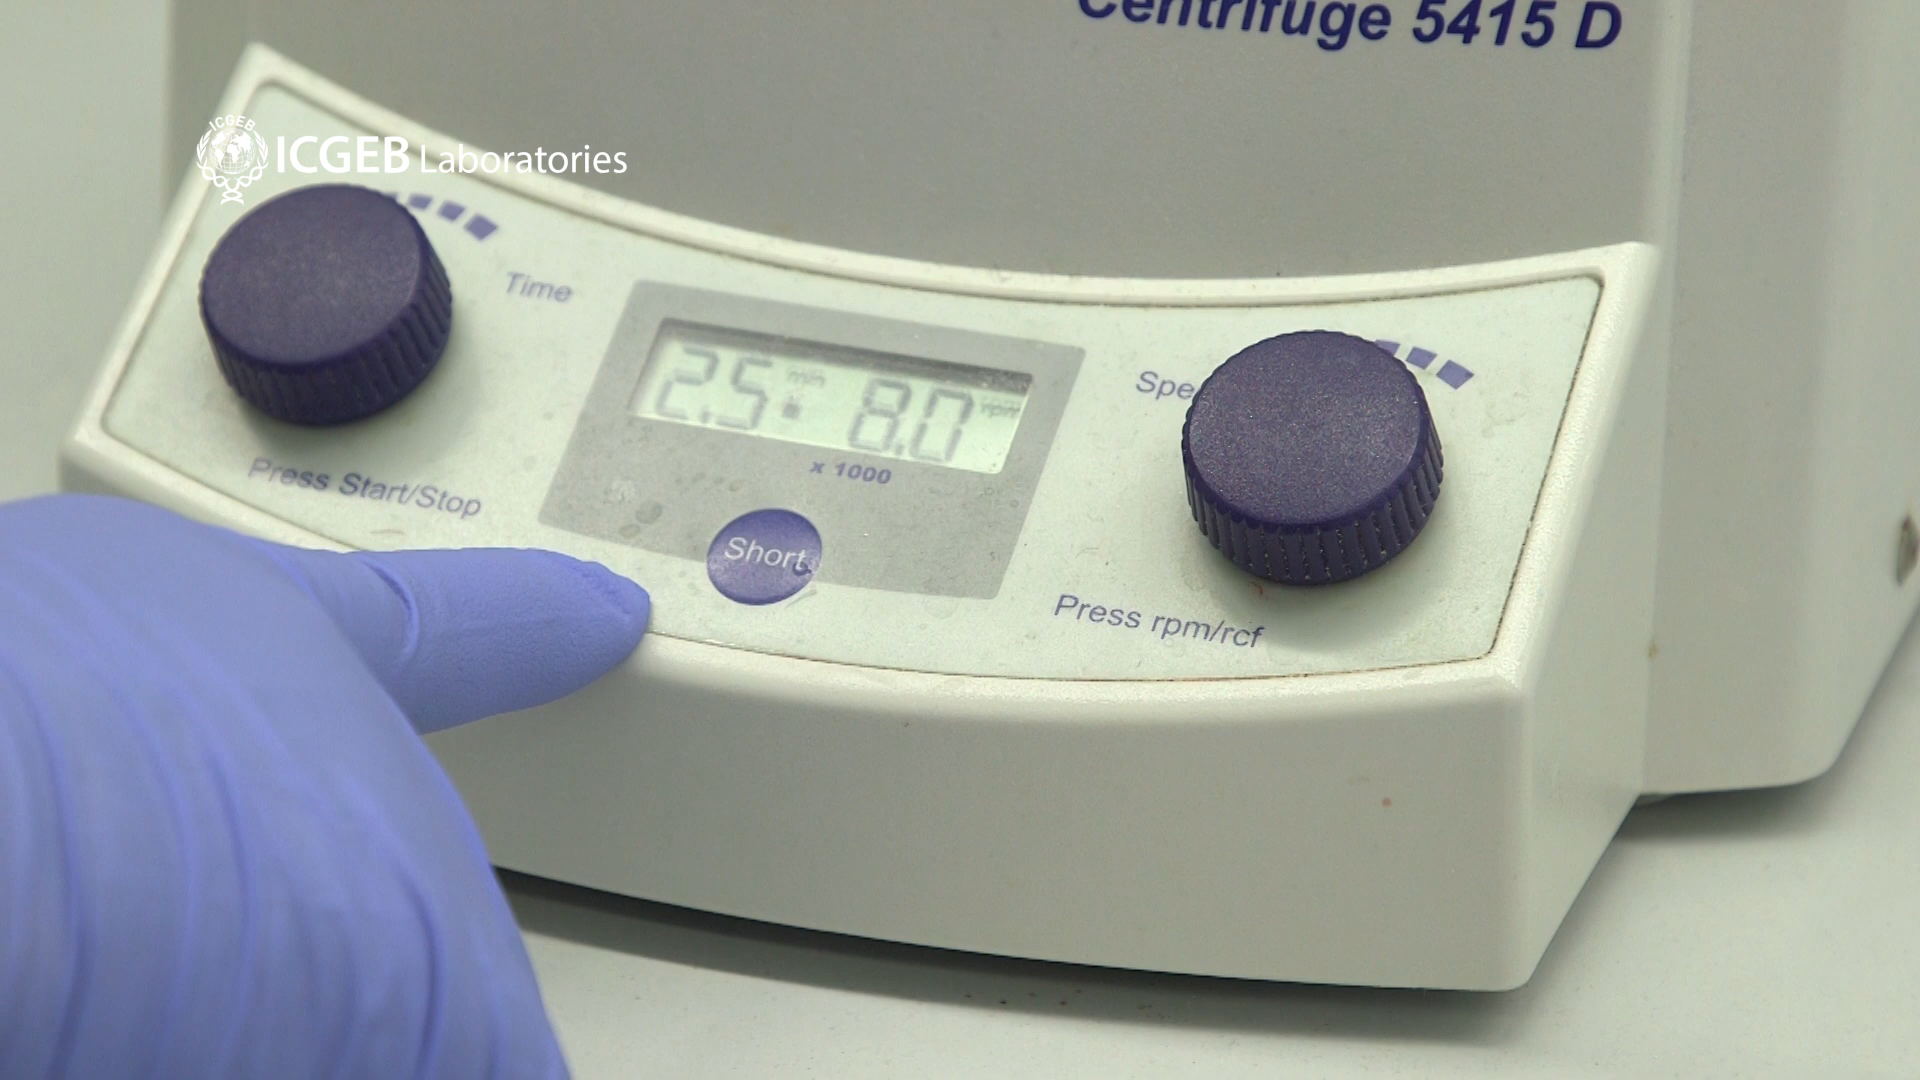 Centrifuge 5415 D
ICGEB
ICGEB Laboratories
Time
2.5 min 8.0 rpm
x 1000
Press Start/Stop
Short
Press rpm/rcf